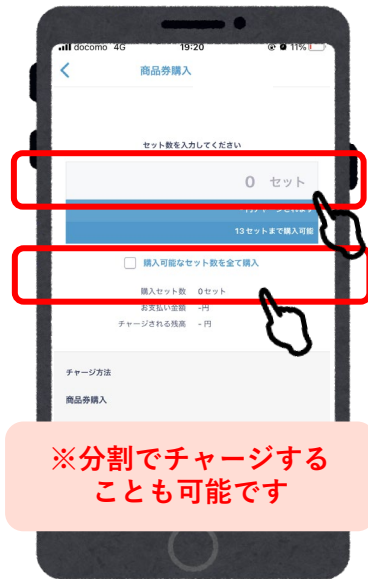 docomo 4G 19:20 11%
商品券購入
セット数を入力してください
0 セット
13セットまで購入可能
購入可能なセット数を全て購入
購入セット数 0セット
お支払い金額 -円
チャージされる残高 - 円
チャージ方法
商品券購入
※分割でチャージする
ことも可能です